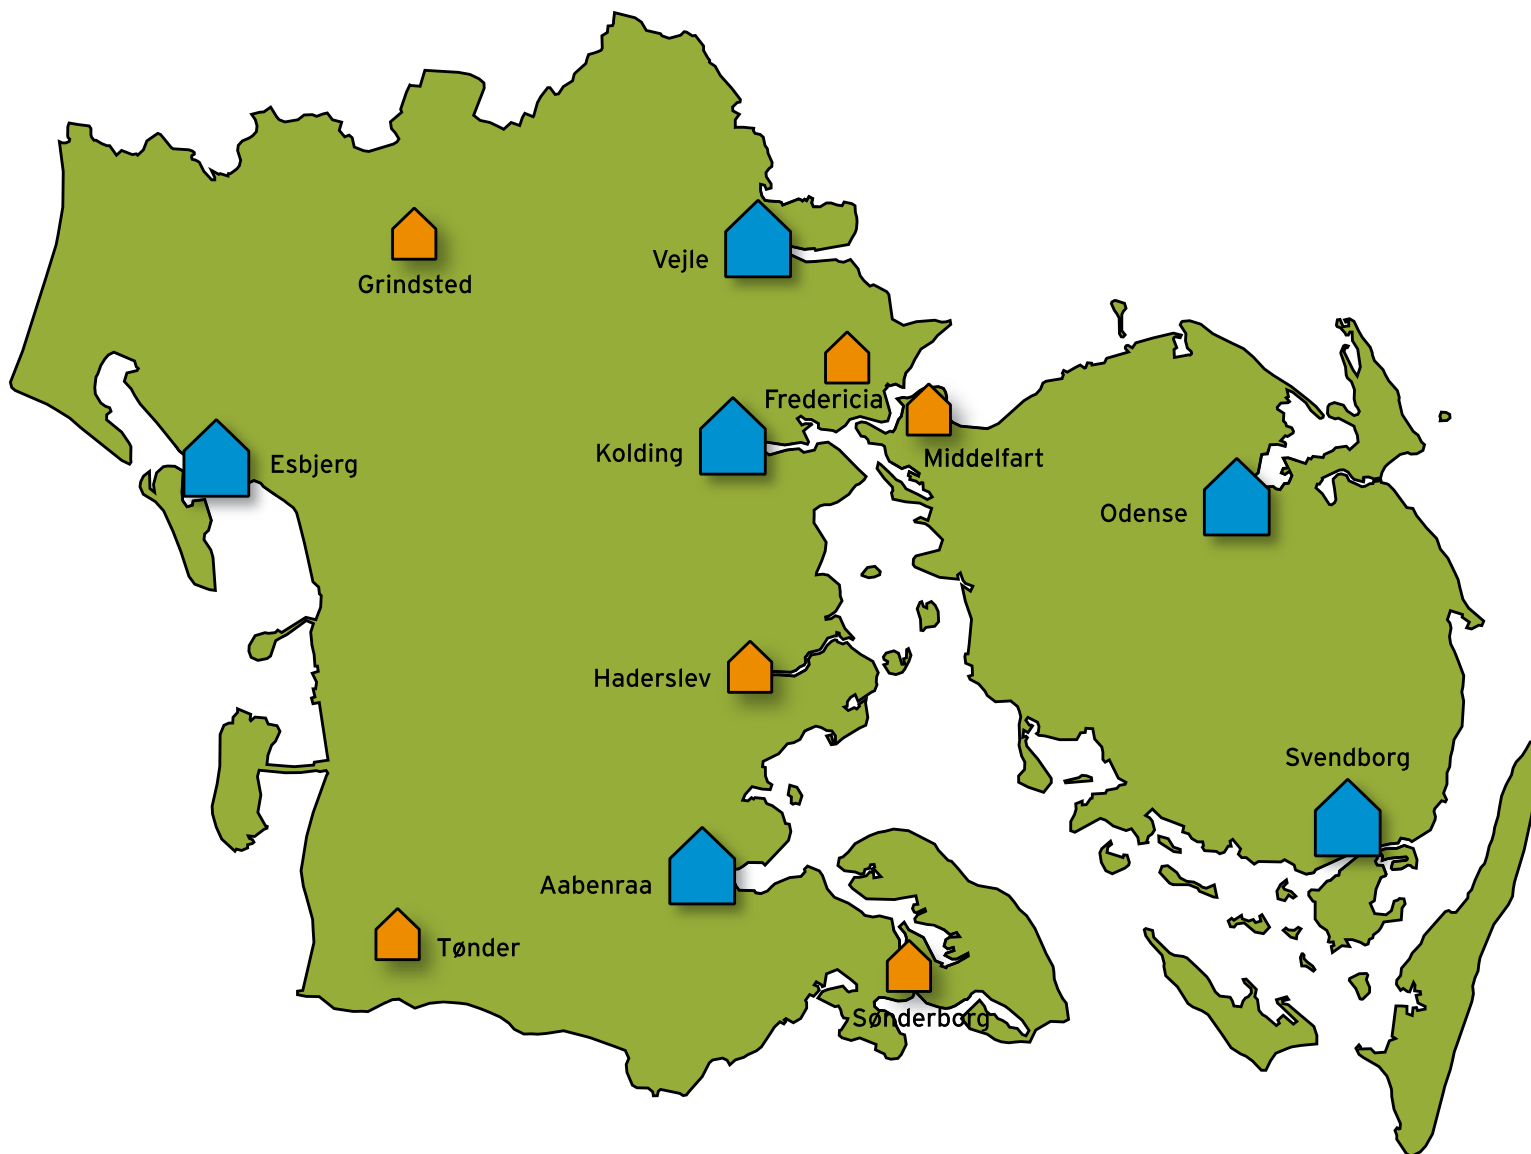 Vejle
Grindsted
Fredericia
Kolding
Middelfart
Esbjerg
Odense
Haderslev
Svendborg
Aabenraa
Tønder
Sønderborg